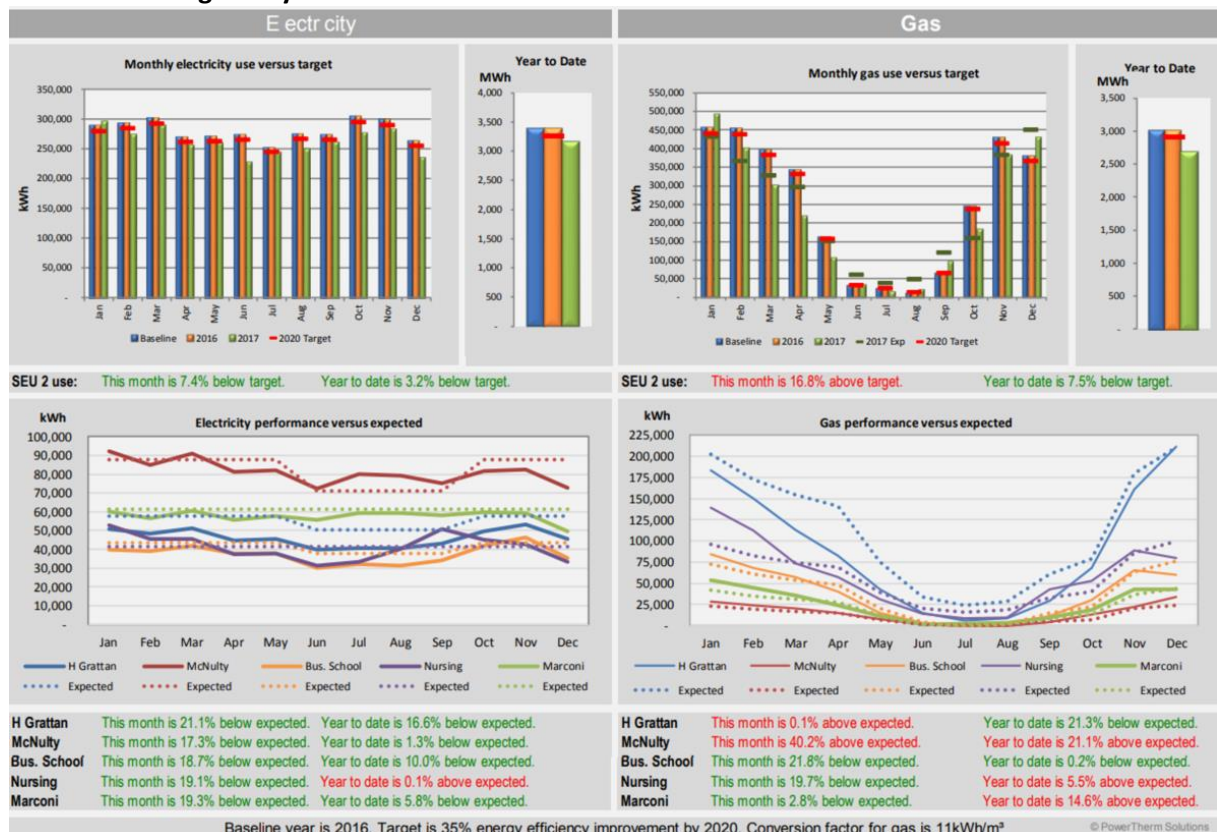 E ectr city
Gas
Monthly electricity use versus target
kWh
350,000
300,000
250,000
200,000
150,000
100,000
50,000
-
Jan Feb Mar Apr May Jun Jul Aug Sep Oct Nov Dec
Baseline 2016 2017 2020 Target
Year to Date
MWh
4,000
3,500
3,000
2,500
2,000
1,500
1,000
500
-
Monthly gas use versus target
kWh
550,000
500,000
450,000
400,000
350,000
300,000
250,000
200,000
150,000
100,000
50,000
-
Jan Feb Mar Apr May Jun Jul Aug Sep Oct Nov Dec
Baseline 2016 2017 2017 Exp 2020 Target
Year to Date
MWh
3,500
3,000
2,500
2,000
1,500
1,000
500
-
SEU 2 use: This month is 7.4% below target. Year to date is 3.2% below target.
SEU 2 use: This month is 16.8% above target. Year to date is 7.5% below target.
kWh
Electricity performance versus expected
100,000
90,000
80,000
70,000
60,000
50,000
40,000
30,000
20,000
10,000
-
Jan Feb Mar Apr May Jun Jul Aug Sep Oct Nov Dec
H Grattan McNulty Bus. School Nursing Marconi
Expected Expected Expected Expected Expected
kWh
Gas performance versus expected
225,000
200,000
175,000
150,000
125,000
100,000
75,000
50,000
25,000
-
Jan Feb Mar Apr May Jun Jul Aug Sep Oct Nov Dec
H Grattan McNulty Bus. School Nursing Marconi
Expected Expected Expected Expected Expected
H Grattan This month is 21.1% below expected. Year to date is 16.6% below expected.
McNulty This month is 17.3% below expected. Year to date is 1.3% below expected.
Bus. School This month is 18.7% below expected. Year to date is 10.0% below expected.
Nursing This month is 19.1% below expected. Year to date is 0.1% above expected.
Marconi This month is 19.3% below expected. Year to date is 5.8% below expected.
H Grattan This month is 0.1% above expected. Year to date is 21.3% below expected.
McNulty This month is 40.2% above expected. Year to date is 21.1% above expected.
Bus. School This month is 21.8% below expected. Year to date is 0.2% below expected.
Nursing This month is 19.7% below expected. Year to date is 5.5% above expected.
Marconi This month is 2.8% below expected. Year to date is 14.6% above expected.
Baseline year is 2016. Target is 35% energy efficiency improvement by 2020. Conversion factor for gas is 11kWh/m³
© PowerTherm Solutions